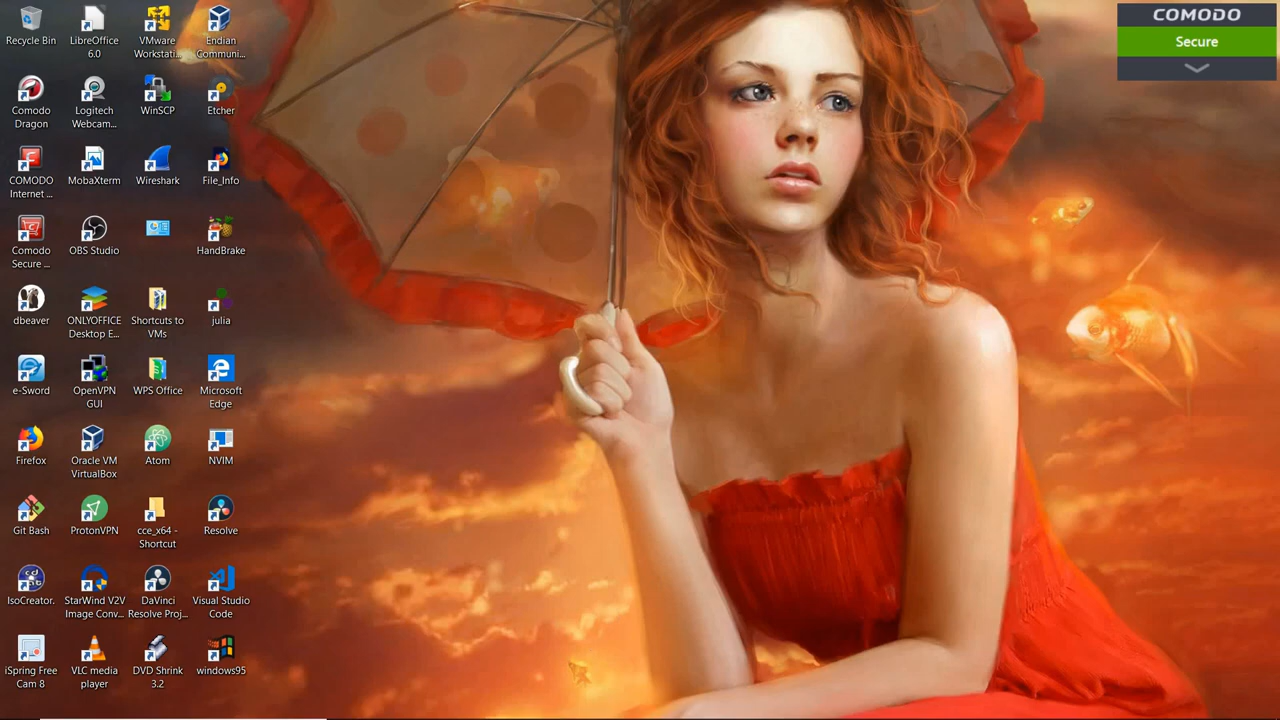 Recycle Bin
LibreOffice
6.0
VMware
Workstati...
Endian
Communi...
Comodo
Dragon
Logitech
Webcam...
WinSCP
Etcher
COMODO
Internet ...
MobaXterm
Wireshark
File_Info
Comodo
Secure ...
OBS Studio
HandBrake
dbeaver
ONLYOFFICE
Desktop E...
Shortcuts to
VMs
julia
e-Sword
OpenVPN
GUI
WPS Office
Microsoft
Edge
Firefox
Oracle VM
VirtualBox
Atom
NVIM
Git Bash
ProtonVPN
cce_x64 -
Shortcut
Resolve
IsoCreator.
StarWind V2V
Image Conv...
DaVinci
Resolve Proj...
Visual Studio
Code
iSpring Free
Cam 8
VLC media
player
DVD Shrink
3.2
windows95
COMODO
Secure